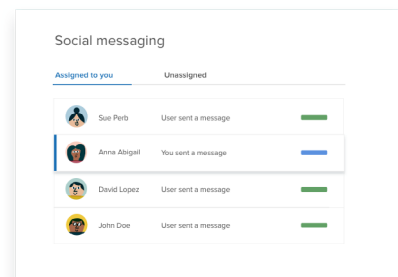 Social messaging
Assigned to you Unassigned
Sue Perb User sent a message
Anna Abigail You sent a message
David Lopez User sent a message
John Doe User sent a message